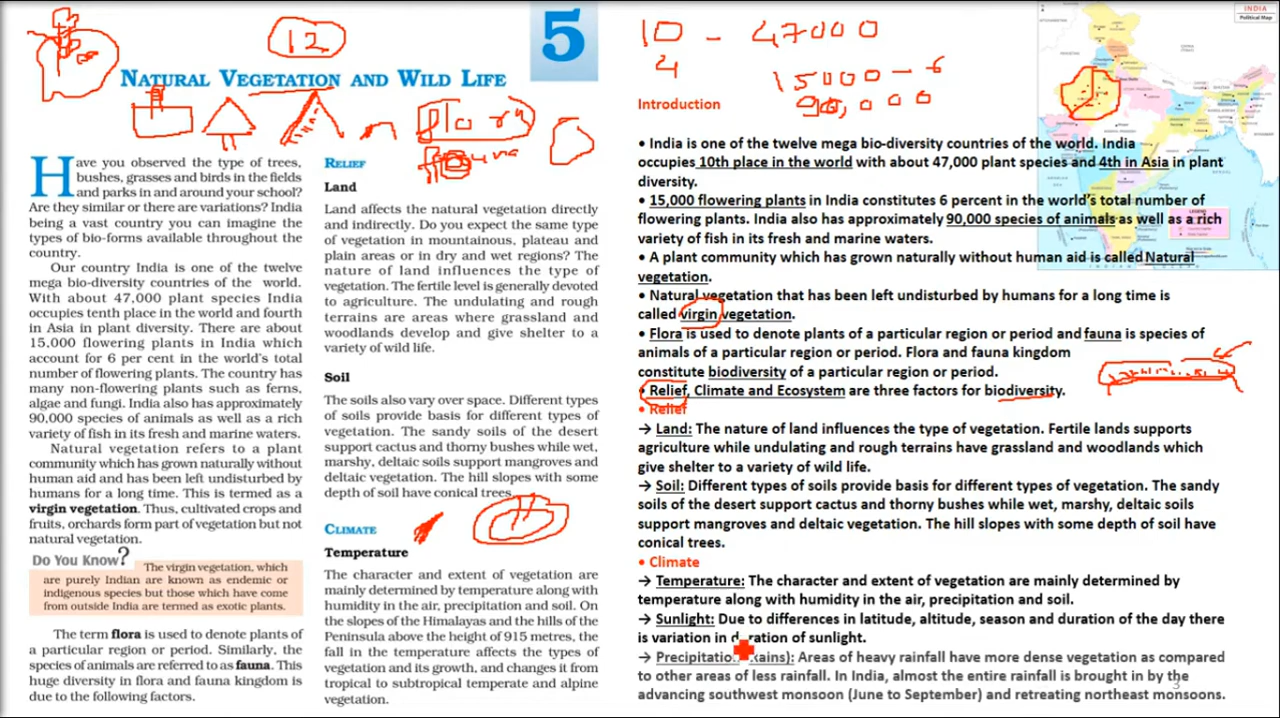 12
5
NATURAL VEGETATION AND WILD LIFE
flora
fauna
Have you observed the type of trees,
bushes, grasses and birds in the fields
and parks in and around your school?
Are they similar or there are variations? India
being a vast country you can imagine the
types of bio-forms available throughout the
country.
Our country India is one of the twelve
mega bio-diversity countries of the world.
With about 47,000 plant species India
occupies tenth place in the world and fourth
in Asia in plant diversity. There are about
15,000 flowering plants in India which
account for 6 per cent in the world's total
number of flowering plants. The country has
many non-flowering plants such as ferns,
algae and fungi. India also has approximately
90,000 species of animals as well as a rich
variety of fish in its fresh and marine waters.
Natural vegetation refers to a plant
community which has grown naturally without
human aid and has been left undisturbed by
humans for a long time. This is termed as a
virgin vegetation. Thus, cultivated crops and
fruits, orchards form part of vegetation but not
natural vegetation.
Do You Know?
The virgin vegetation, which
are purely Indian are known as endemic or
indigenous species but those which have come
from outside India are termed as exotic plants.
The term flora is used to denote plants of
a particular region or period. Similarly, the
species of animals are referred to as fauna. This
huge diversity in flora and fauna kingdom is
due to the following factors.
RELIEF
Land
Land affects the natural vegetation directly
and indirectly. Do you expect the same type
of vegetation in mountainous, plateau and
plain areas or in dry and wet regions? The
nature of land influences the type of
vegetation. The fertile level is generally devoted
to agriculture. The undulating and rough
terrains are areas where grassland and
woodlands develop and give shelter to a
variety of wild life.
Soil
The soils also vary over space. Different types
of soils provide basis for different types of
vegetation. The sandy soils of the desert
support cactus and thorny bushes while wet,
marshy, deltaic soils support mangroves and
deltaic vegetation. The hill slopes with some
depth of soil have conical trees.
CLIMATE
Temperature
The character and extent of vegetation are
mainly determined by temperature along with
humidity in the air, precipitation and soil. On
the slopes of the Himalayas and the hills of the
Peninsula above the height of 915 metres, the
fall in the temperature affects the types of
vegetation and its growth, and changes it from
tropical to subtropical temperate and alpine
vegetation.
10 - 47000
4
15000 - 6
90,000
INDIA
Political Map
Introduction
• India is one of the twelve mega bio-diversity countries of the world. India
occupies 10th place in the world with about 47,000 plant species and 4th in Asia in plant
diversity.
• 15,000 flowering plants in India constitutes 6 percent in the world's total number of
flowering plants. India also has approximately 90,000 species of animals as well as a rich
variety of fish in its fresh and marine waters.
• A plant community which has grown naturally without human aid is called Natural
vegetation.
• Natural vegetation that has been left undisturbed by humans for a long time is
called virgin vegetation.
• Flora is used to denote plants of a particular region or period and fauna is species of
animals of a particular region or period. Flora and fauna kingdom
constitute biodiversity of a particular region or period.
• Relief, Climate and Ecosystem are three factors for biodiversity.
• Relief
→ Land: The nature of land influences the type of vegetation. Fertile lands supports
agriculture while undulating and rough terrains have grassland and woodlands which
give shelter to a variety of wild life.
→ Soil: Different types of soils provide basis for different types of vegetation. The sandy
soils of the desert support cactus and thorny bushes while wet, marshy, deltaic soils
support mangroves and deltaic vegetation. The hill slopes with some depth of soil have
conical trees.
• Climate
→ Temperature: The character and extent of vegetation are mainly determined by
temperature along with humidity in the air, precipitation and soil.
→ Sunlight: Due to differences in latitude, altitude, season and duration of the day there
is variation in duration of sunlight.
→ Precipitation (Rains): Areas of heavy rainfall have more dense vegetation as compared
to other areas of less rainfall. In India, almost the entire rainfall is brought in by the
advancing southwest monsoon (June to September) and retreating northeast monsoons.
3